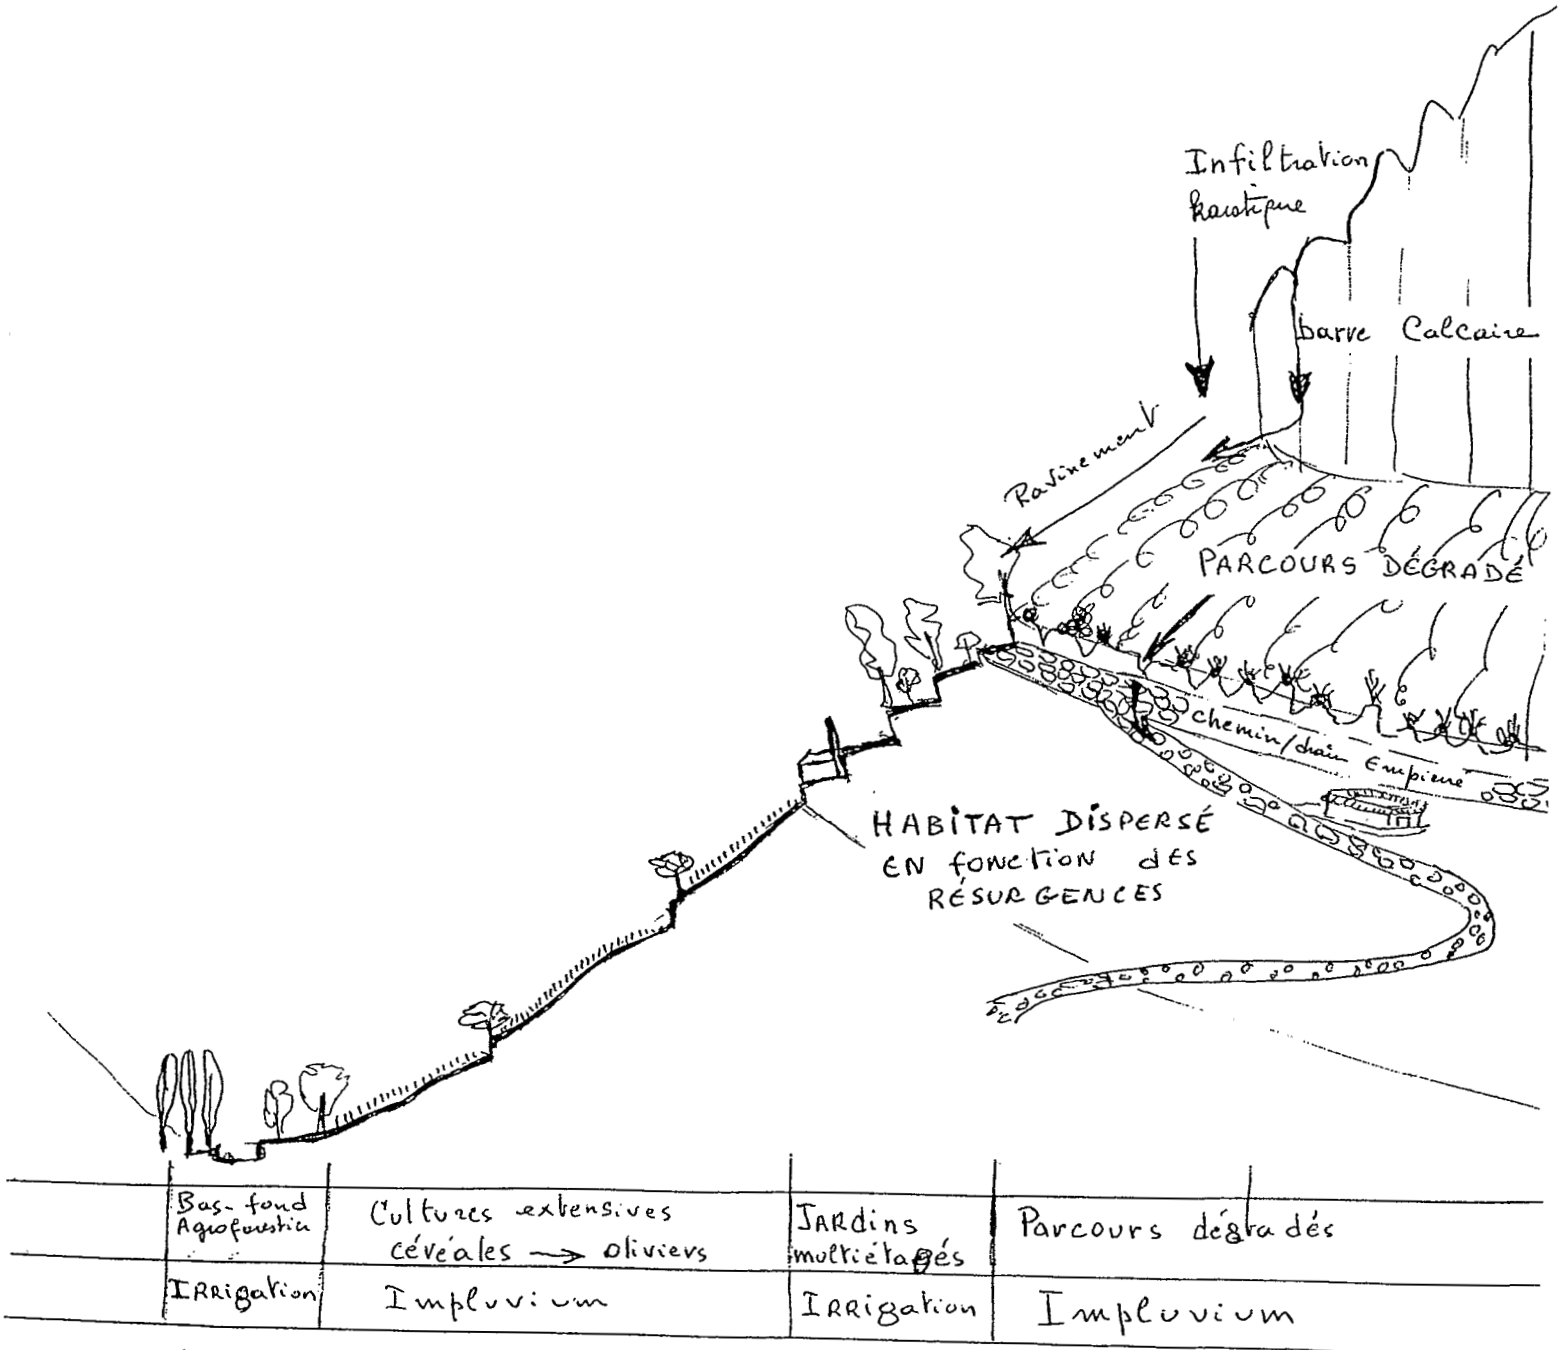 Infiltration
karstique
barre Calcaire
Ravinement
PARCOURS DÉGRADÉ
chemin/drain Empierré
HABITAT DISPERSÉ
EN fonction dES
RÉSURGENCES
Bas-fond
Agroforestier
Cultures extensives
céréales → oliviers
JARdins
multiétagés
Parcours dégradés
IRRigation
Impluvium
IRRigation
Impluvium